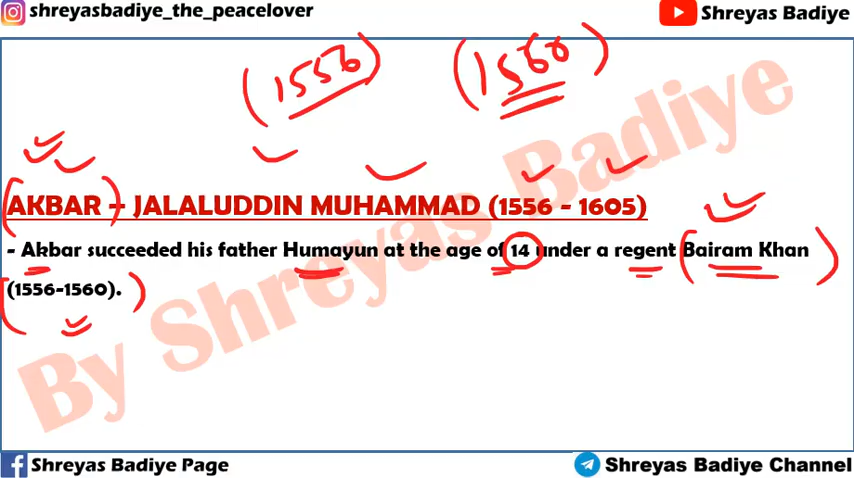 shreyasbadiye_the_peacelover
Shreyas Badiye
(1556) (1560)
AKBAR – JALALUDDIN MUHAMMAD (1556 - 1605)
- Akbar succeeded his father Humayun at the age of 14 under a regent Bairam Khan
(1556-1560).
By Shreyas Badiye
Shreyas Badiye Page
Shreyas Badiye Channel